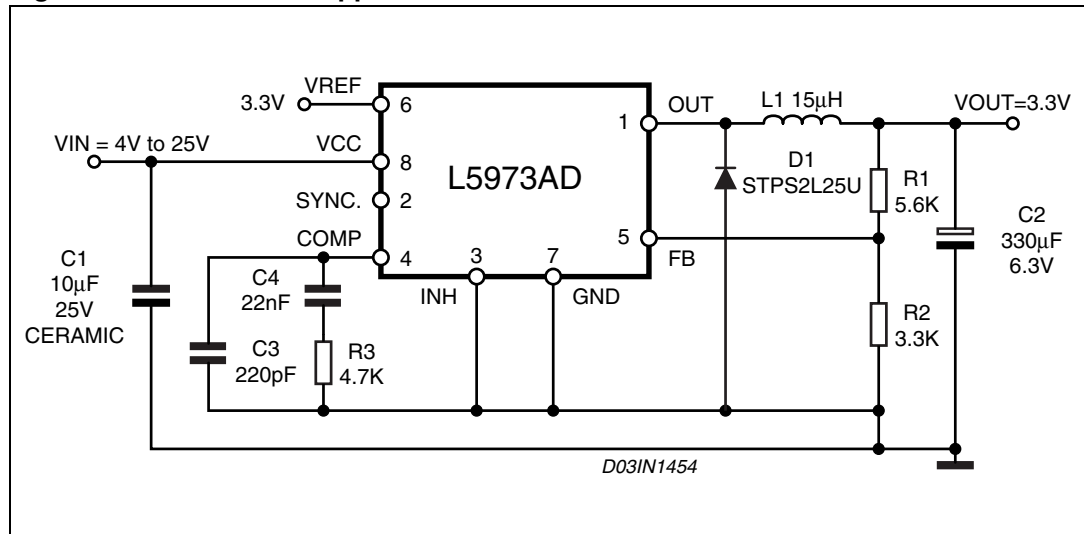 VREF
3.3V
6
VIN = 4V to 25V
VCC
8
SYNC.
2
COMP
4
L5973AD
3
7
INH
GND
1
OUT
L1 15μH
VOUT=3.3V
D1
STPS2L25U
R1
5.6K
5
FB
C2
330μF
6.3V
R2
3.3K
C1
10μF
25V
CERAMIC
C4
22nF
C3
220pF
R3
4.7K
D03IN1454